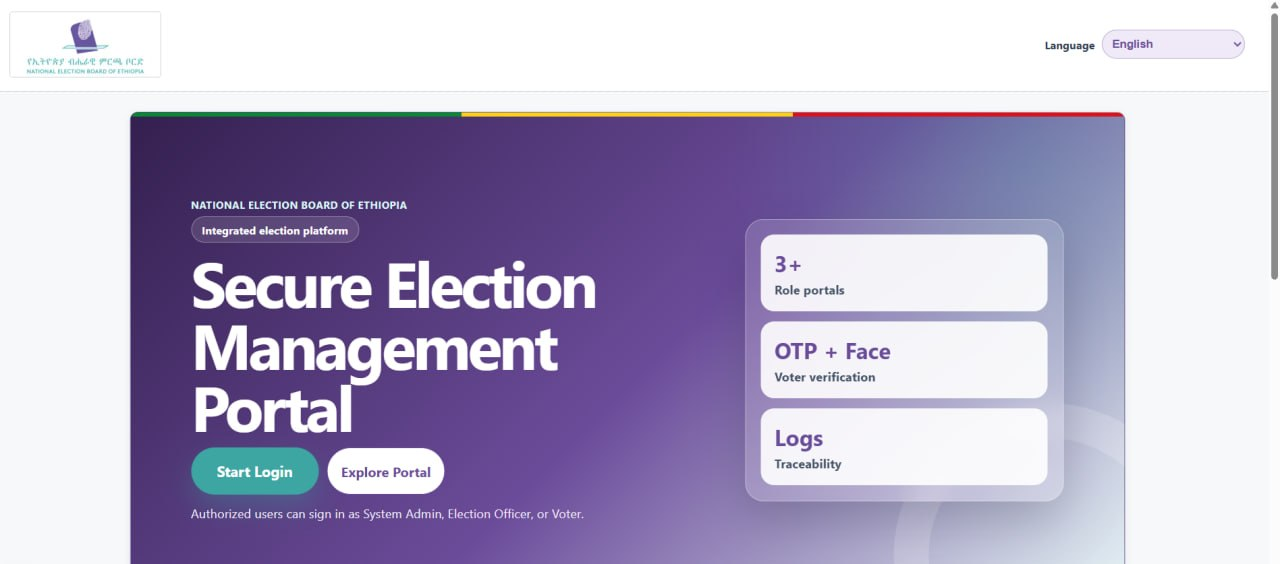 የኢትዮጵያ ብሔራዊ ምርጫ ቦርድ
NATIONAL ELECTION BOARD OF ETHIOPIA
Language
English
NATIONAL ELECTION BOARD OF ETHIOPIA
Integrated election platform
Secure Election
Management
Portal
Start Login
Explore Portal
Authorized users can sign in as System Admin, Election Officer, or Voter.
3+
Role portals
OTP + Face
Voter verification
Logs
Traceability